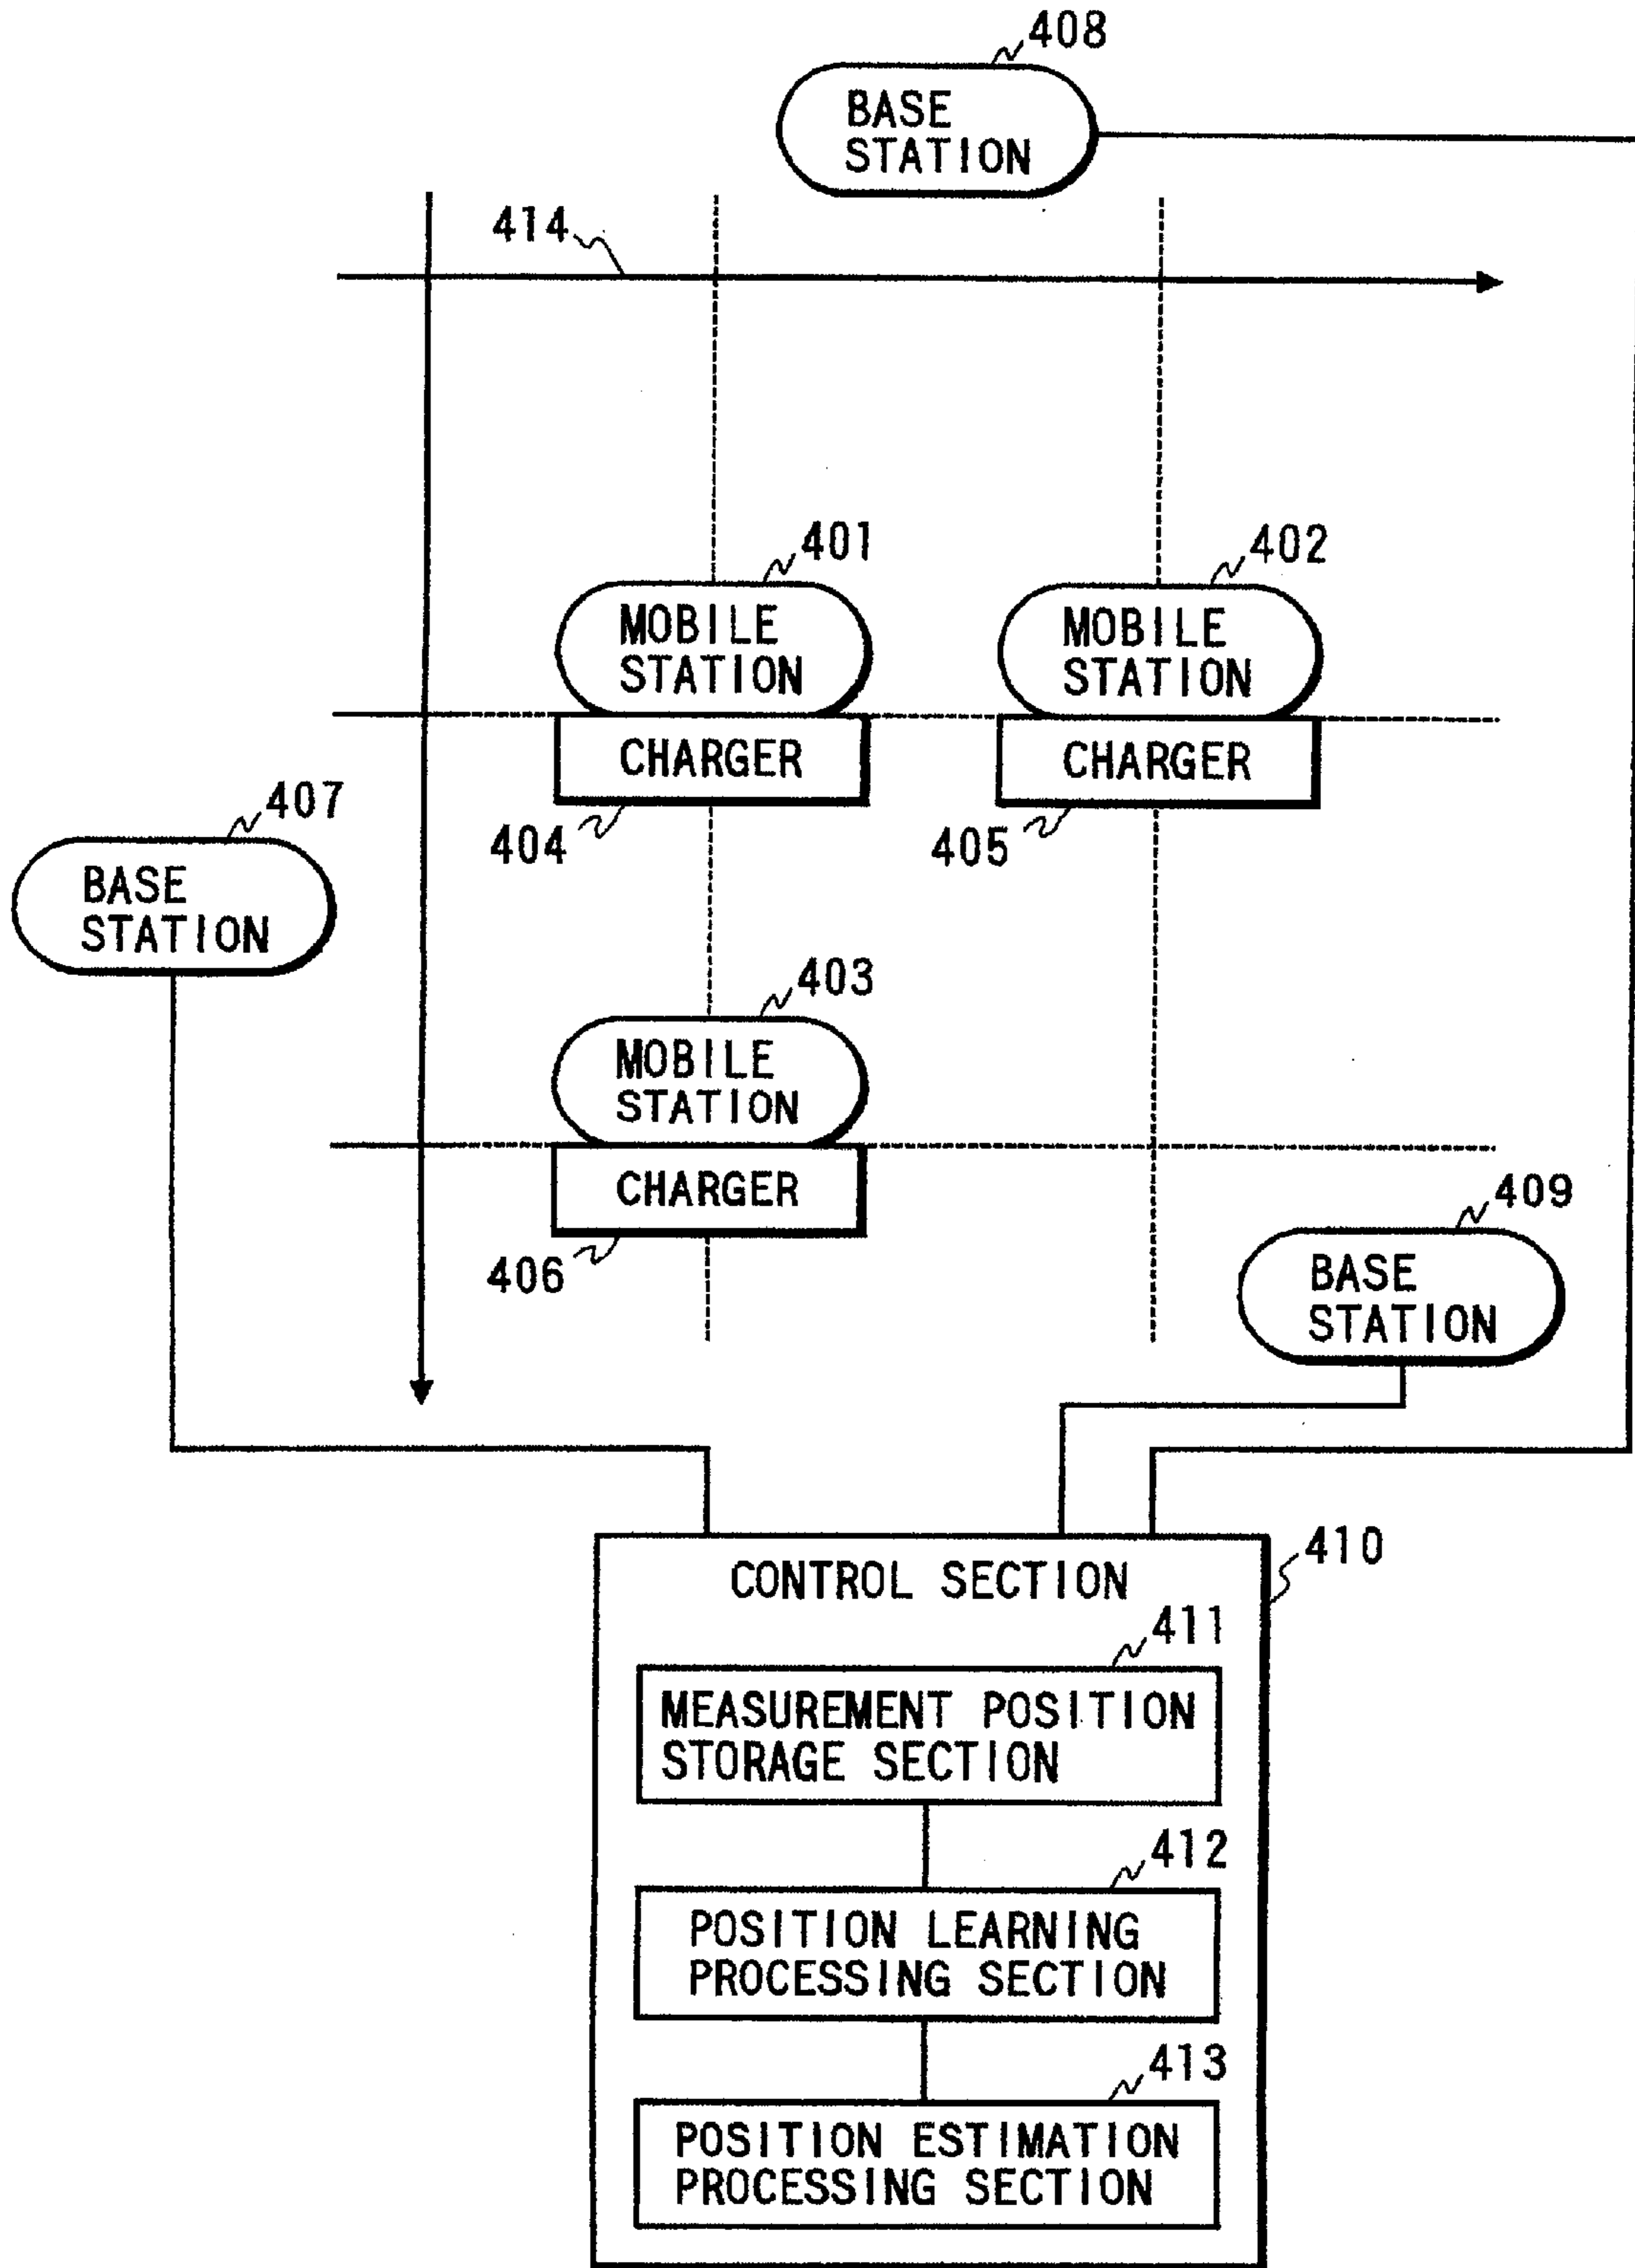 408
BASE
STATION
414
401
402
MOBILE
STATION
MOBILE
STATION
CHARGER
CHARGER
404
405
407
BASE
STATION
403
MOBILE
STATION
CHARGER
406
409
BASE
STATION
410
CONTROL SECTION
411
MEASUREMENT POSITION
STORAGE SECTION
412
POSITION LEARNING
PROCESSING SECTION
413
POSITION ESTIMATION
PROCESSING SECTION